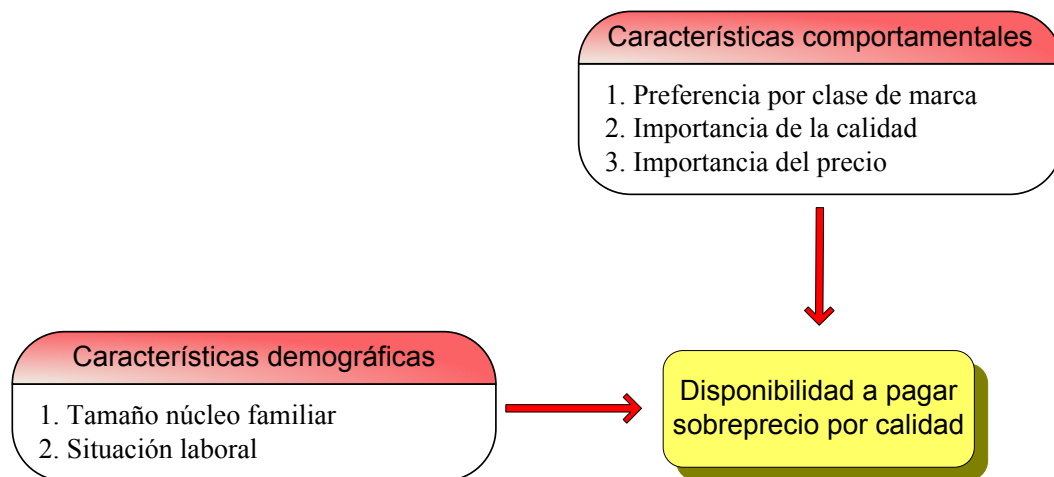 Características comportamentales
1. Preferencia por clase de marca
2. Importancia de la calidad
3. Importancia del precio
Características demográficas
1. Tamaño núcleo familiar
2. Situación laboral
Disponibilidad a pagar
sobreprecio por calidad